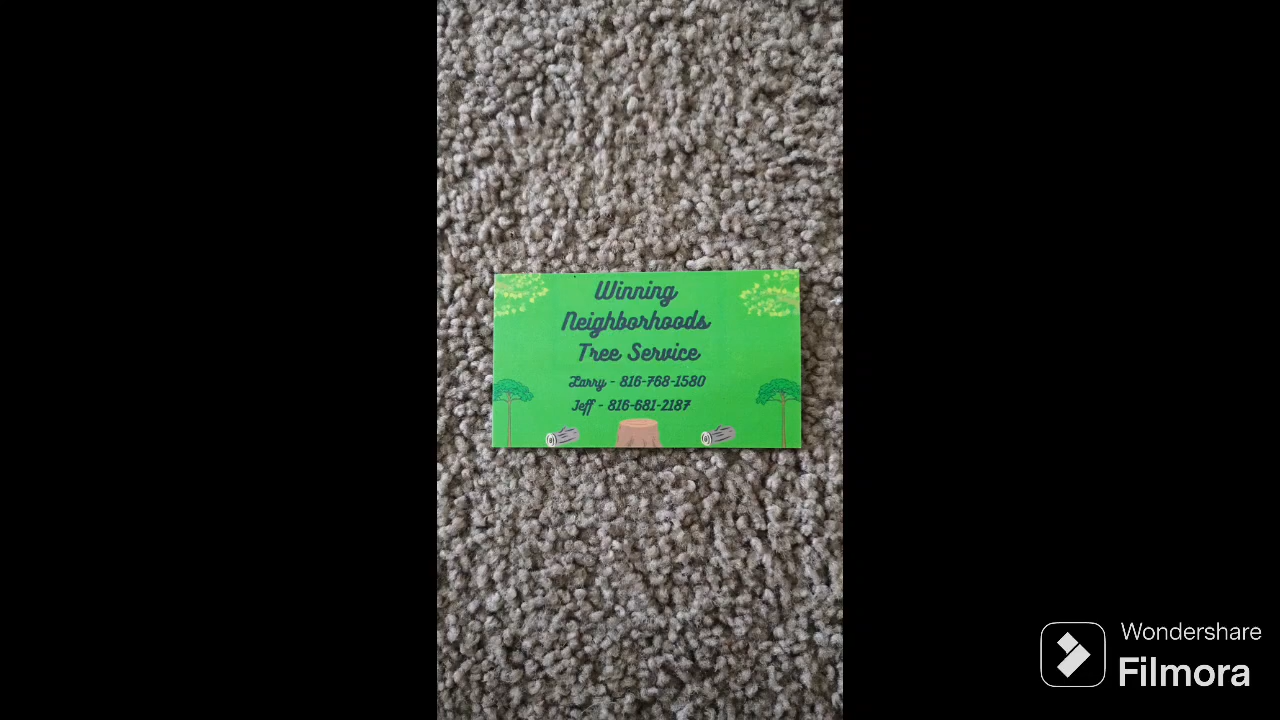 Winning
Neighborhoods
Tree Service
Larry - 816-768-1580
Jeff - 816-681-2187
Wondershare
Filmora